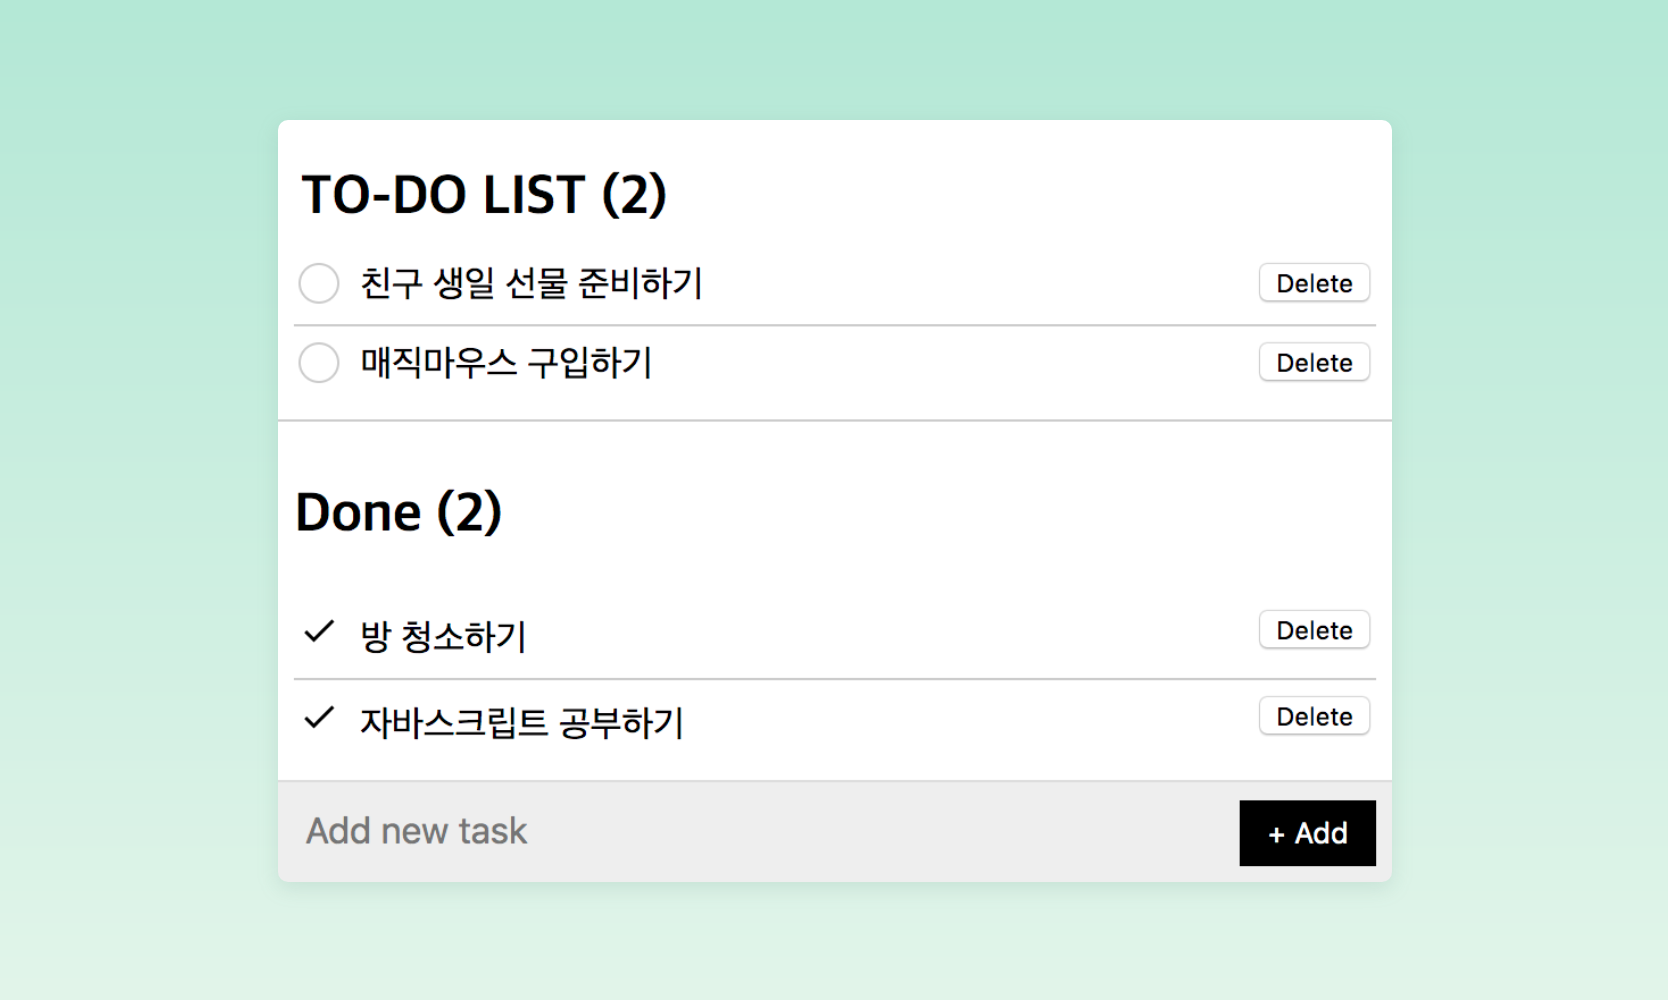 TO-DO LIST (2)
친구 생일 선물 준비하기 Delete
매직마우스 구입하기 Delete
Done (2)
방 청소하기 Delete
자바스크립트 공부하기 Delete
Add new task + Add